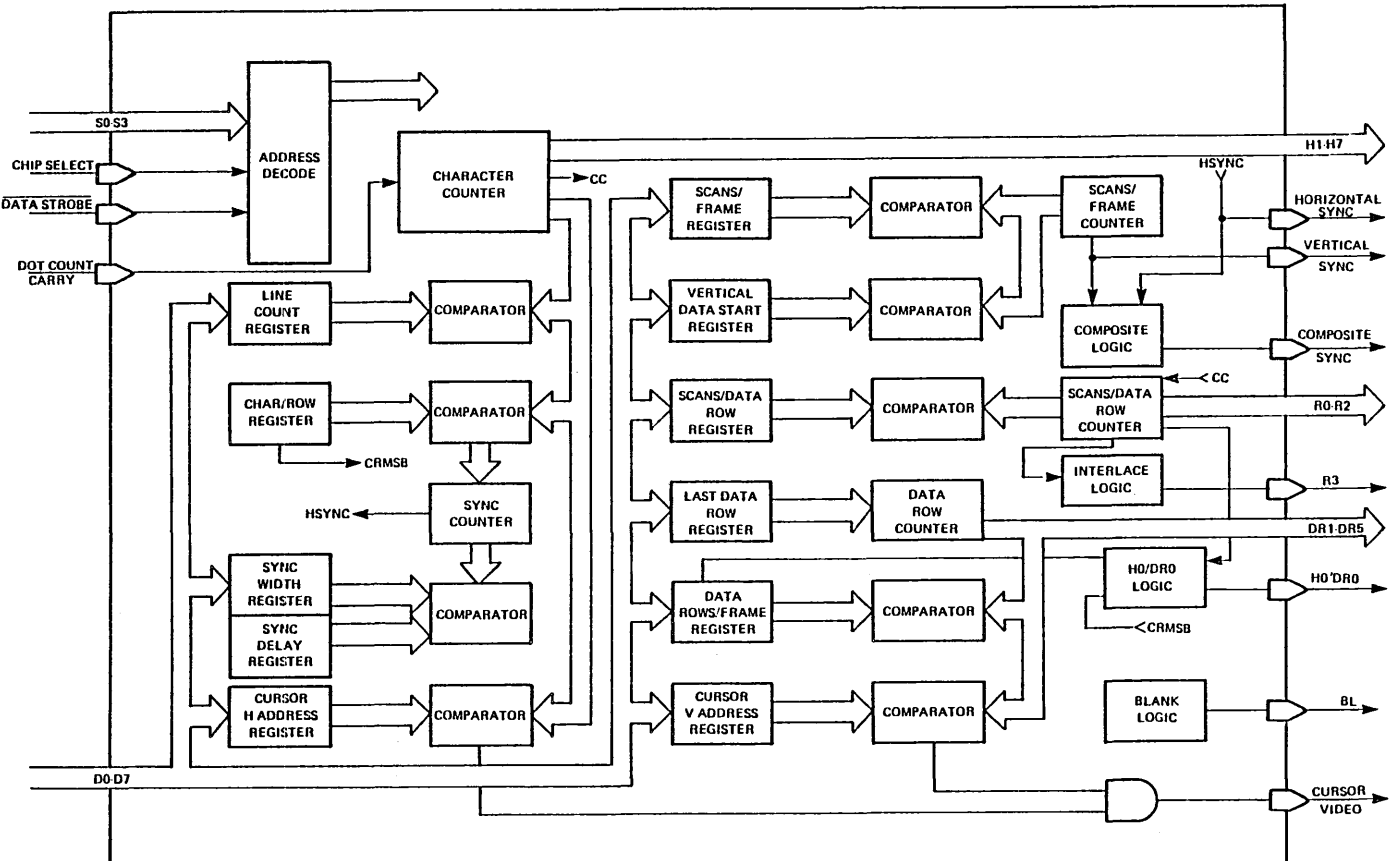 S0-S3
CHIP SELECT
DATA STROBE
DOT COUNT
CARRY
ADDRESS
DECODE
CHARACTER
COUNTER
CC
H1-H7
HSYNC
SCANS/
FRAME
REGISTER
COMPARATOR
SCANS/
FRAME
COUNTER
HORIZONTAL
SYNC
VERTICAL
SYNC
LINE
COUNT
REGISTER
COMPARATOR
VERTICAL
DATA START
REGISTER
COMPARATOR
COMPOSITE
LOGIC
COMPOSITE
SYNC
CHAR/ROW
REGISTER
COMPARATOR
CRMSB
SCANS/DATA
ROW
REGISTER
COMPARATOR
SCANS/DATA
ROW
COUNTER
CC
R0-R2
HSYNC
SYNC
COUNTER
LAST DATA
ROW
REGISTER
DATA
ROW
COUNTER
INTERLACE
LOGIC
R3
DR1-DR5
SYNC
WIDTH
REGISTER
SYNC
DELAY
REGISTER
COMPARATOR
DATA
ROWS/FRAME
REGISTER
COMPARATOR
H0/DR0
LOGIC
H0'DR0
CRMSB
CURSOR
H ADDRESS
REGISTER
COMPARATOR
CURSOR
V ADDRESS
REGISTER
COMPARATOR
BLANK
LOGIC
BL
D0-D7
CURSOR
VIDEO